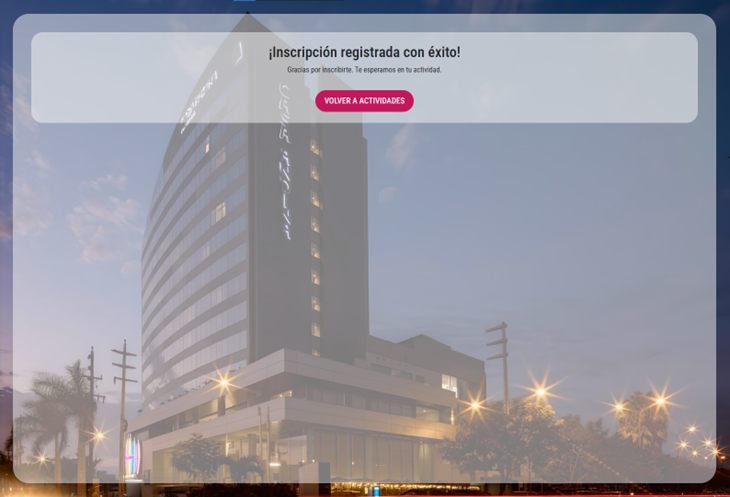 ¡Inscripción registrada con éxito!
Gracias por inscribirte. Te esperamos en tu actividad.
VOLVER A ACTIVIDADES